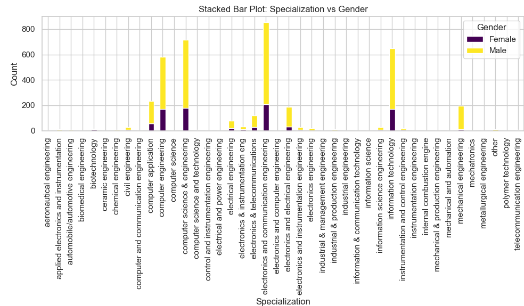 Stacked Bar Plot: Specialization vs Gender
Gender
Female
Male
Count
800
600
400
200
0
aeronautical engineering
applied electronics and instrumentation
automobile/automotive engineering
biomedical engineering
biotechnology
ceramic engineering
chemical engineering
civil engineering
computer and communication engineering
computer application
computer engineering
computer science
computer science & engineering
computer science and technology
control and instrumentation engineering
electrical and power engineering
electrical engineering
electronics & instrumentation eng
electronics & telecommunications
electronics and communication engineering
electronics and computer engineering
electronics and electrical engineering
electronics and instrumentation engineering
electronics engineering
industrial & management engineering
industrial & production engineering
industrial engineering
information & communication technology
information science
information science engineering
information technology
instrumentation and control engineering
instrumentation engineering
internal combustion engine
mechanical & production engineering
mechanical and automation
mechanical engineering
mechatronics
metallurgical engineering
other
polymer technology
telecommunication engineering
Specialization